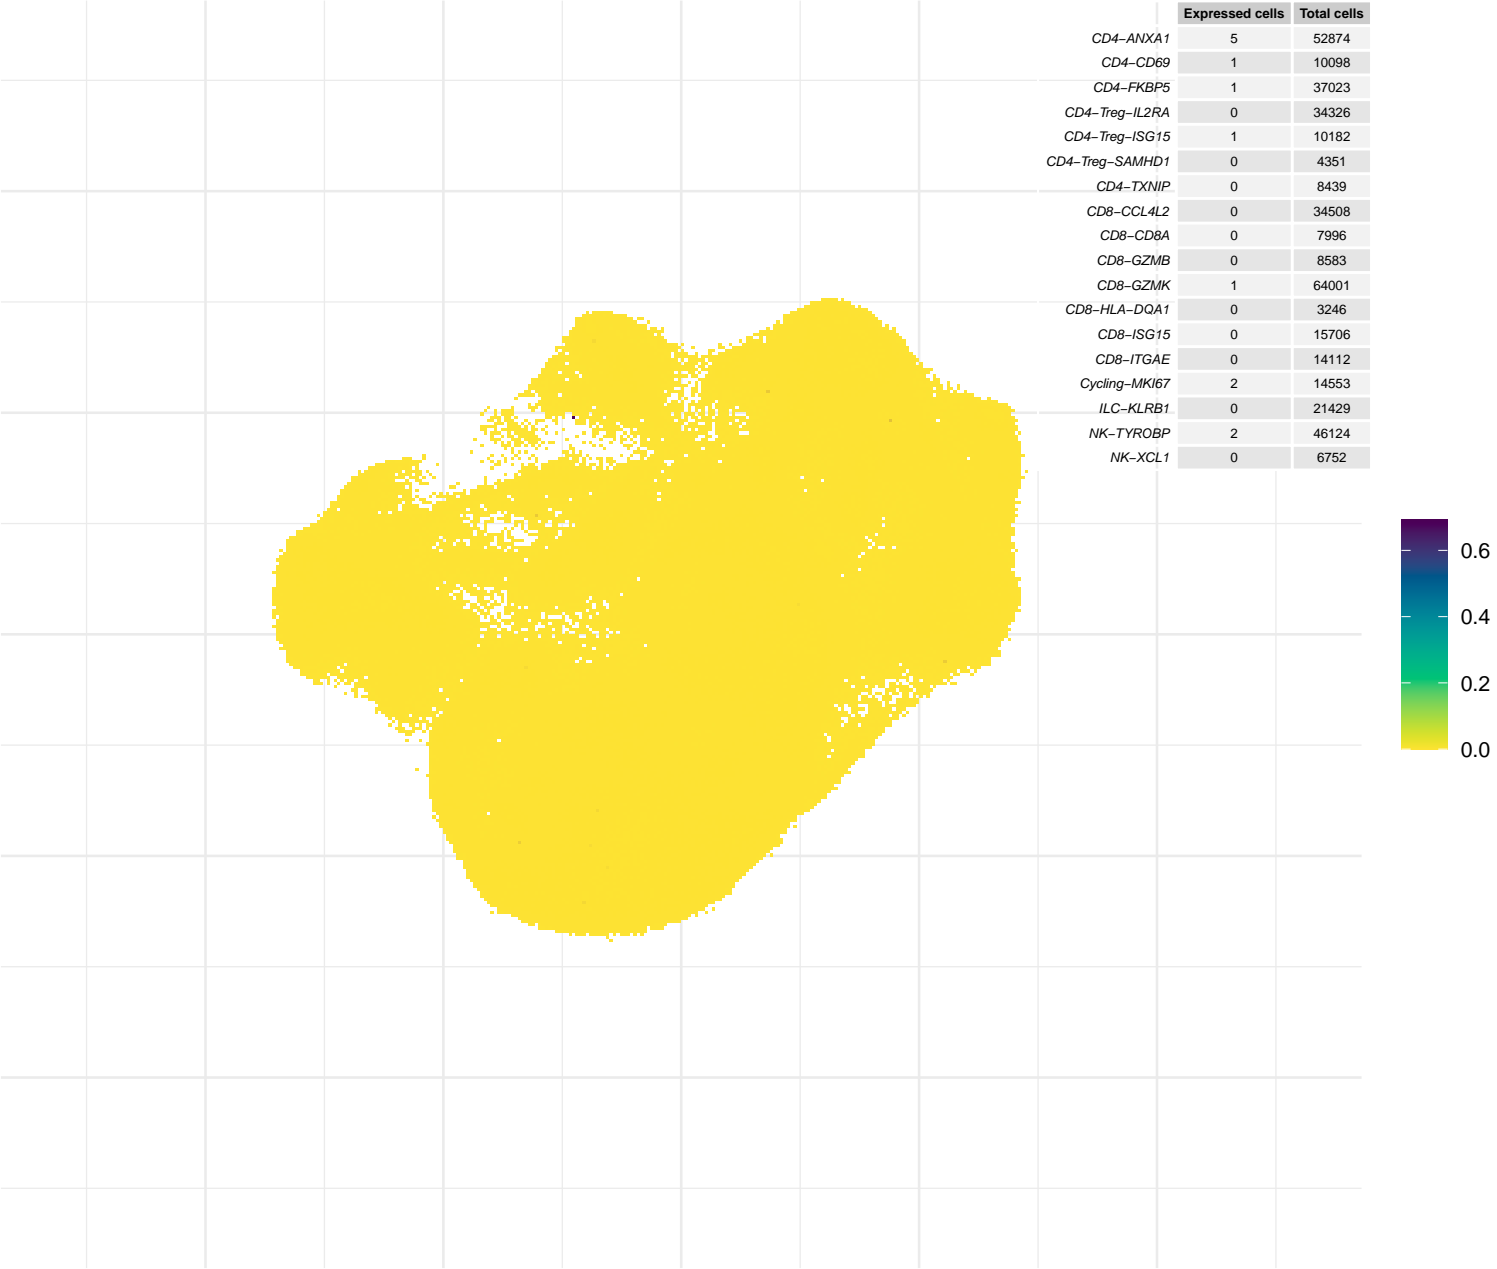 Expressed cells Total cells
CD4−ANXA1 5 52874
CD4−CD69 1 10098
CD4−FKBP5 1 37023
CD4−Treg−IL2RA 0 34326
CD4−Treg−ISG15 1 10182
CD4−Treg−SAMHD1 0 4351
CD4−TXNIP 0 8439
CD8−CCL4L2 0 34508
CD8−CD8A 0 7996
CD8−GZMB 0 8583
CD8−GZMK 1 64001
CD8−HLA−DQA1 0 3246
CD8−ISG15 0 15706
CD8−ITGAE 0 14112
Cycling−MKI67 2 14553
ILC−KLRB1 0 21429
NK−TYROBP 2 46124
NK−XCL1 0 6752
0.6
0.4
0.2
0.0